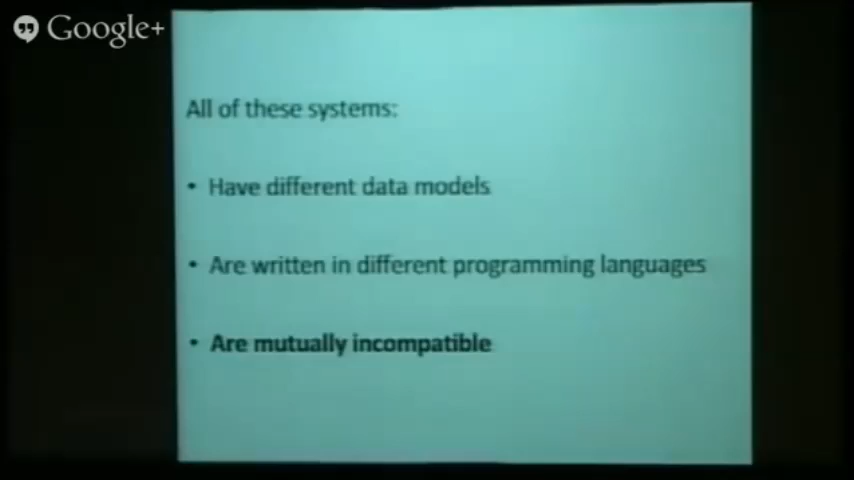 Google+
All of these systems:
• Have different data models
• Are written in different programming languages
• Are mutually incompatible